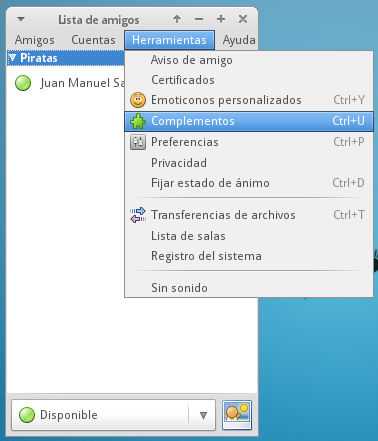 Lista de amigos
Amigos Cuentas Herramientas Ayuda
Piratas
Juan Manuel
Aviso de amigo
Certificados
Emoticonos personalizados Ctrl+Y
Complementos Ctrl+U
Preferencias Ctrl+P
Privacidad
Fijar estado de ánimo Ctrl+D
Transferencias de archivos Ctrl+T
Lista de salas
Registro del sistema
Sin sonido
Disponible